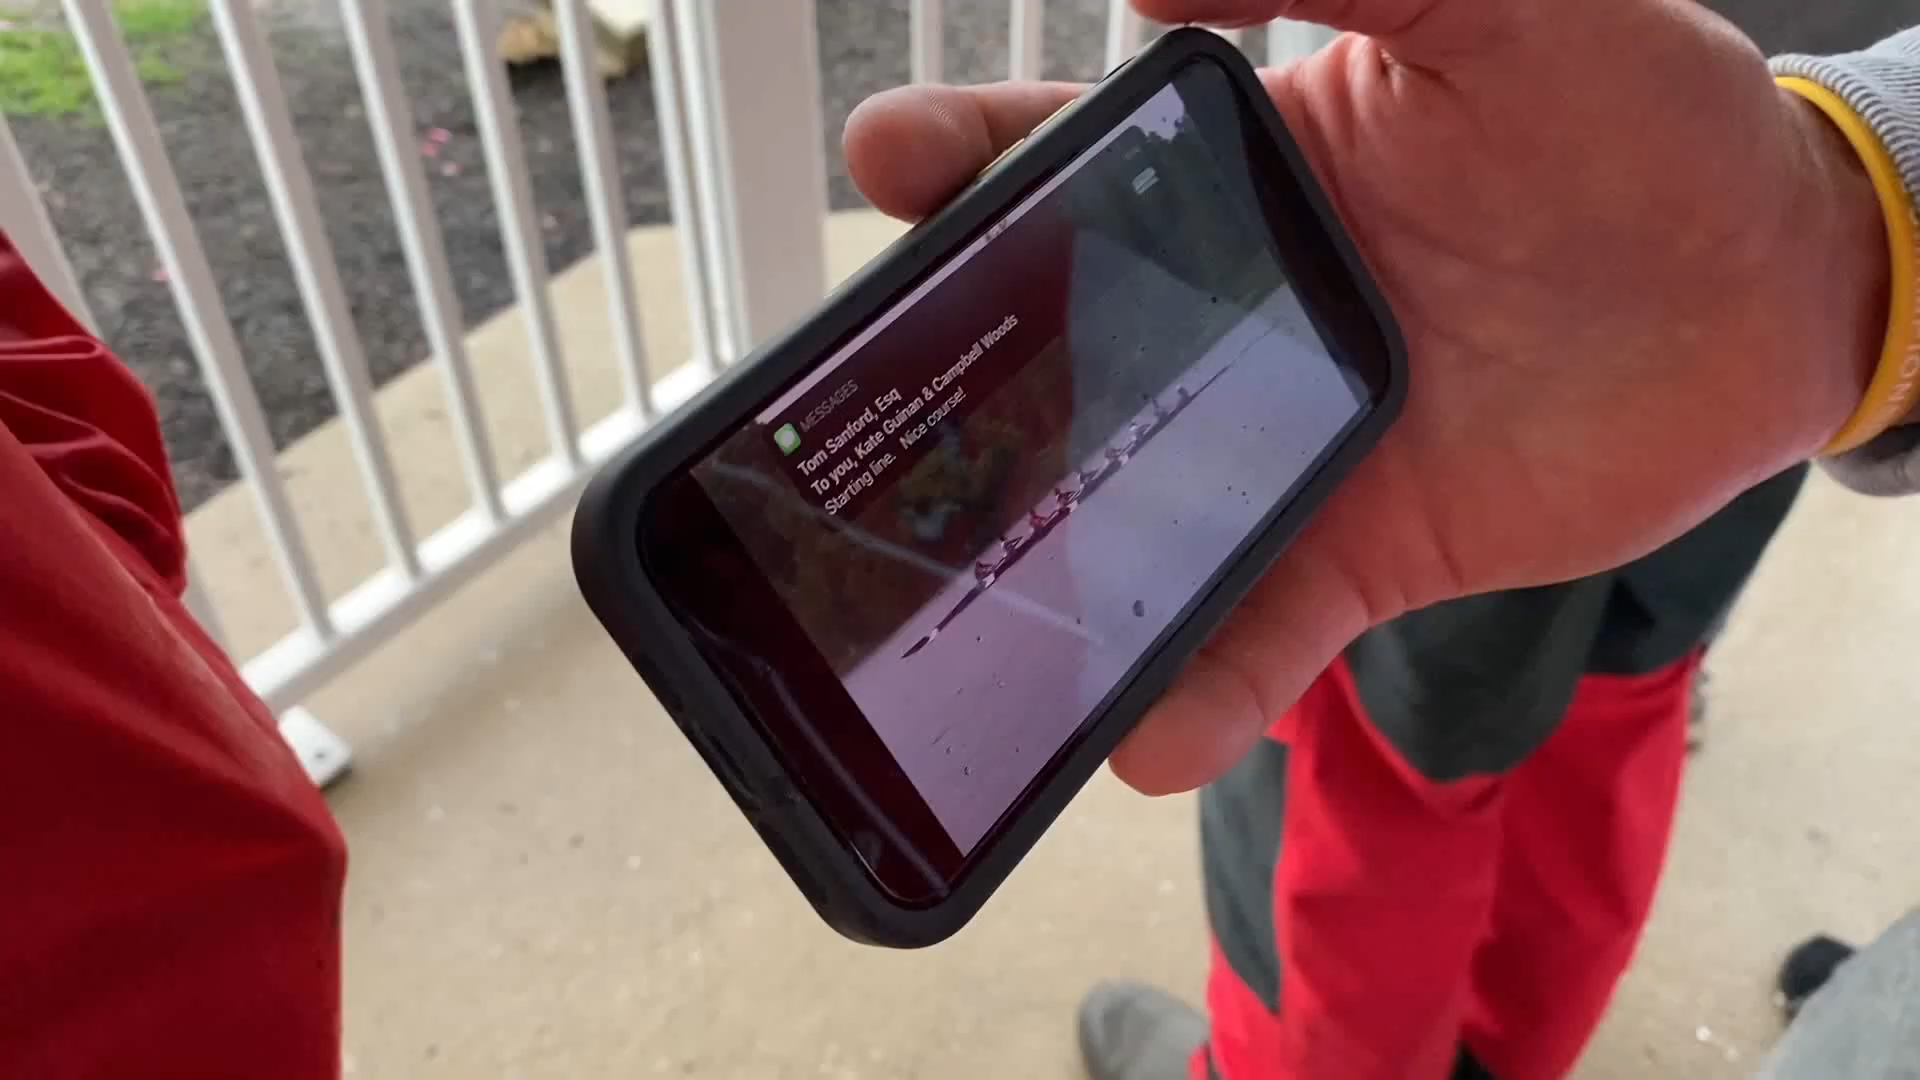 MESSAGES
Tom Sanford, Esq
To you, Kate Guinan & Campbell Woods
Starting line. Nice course!